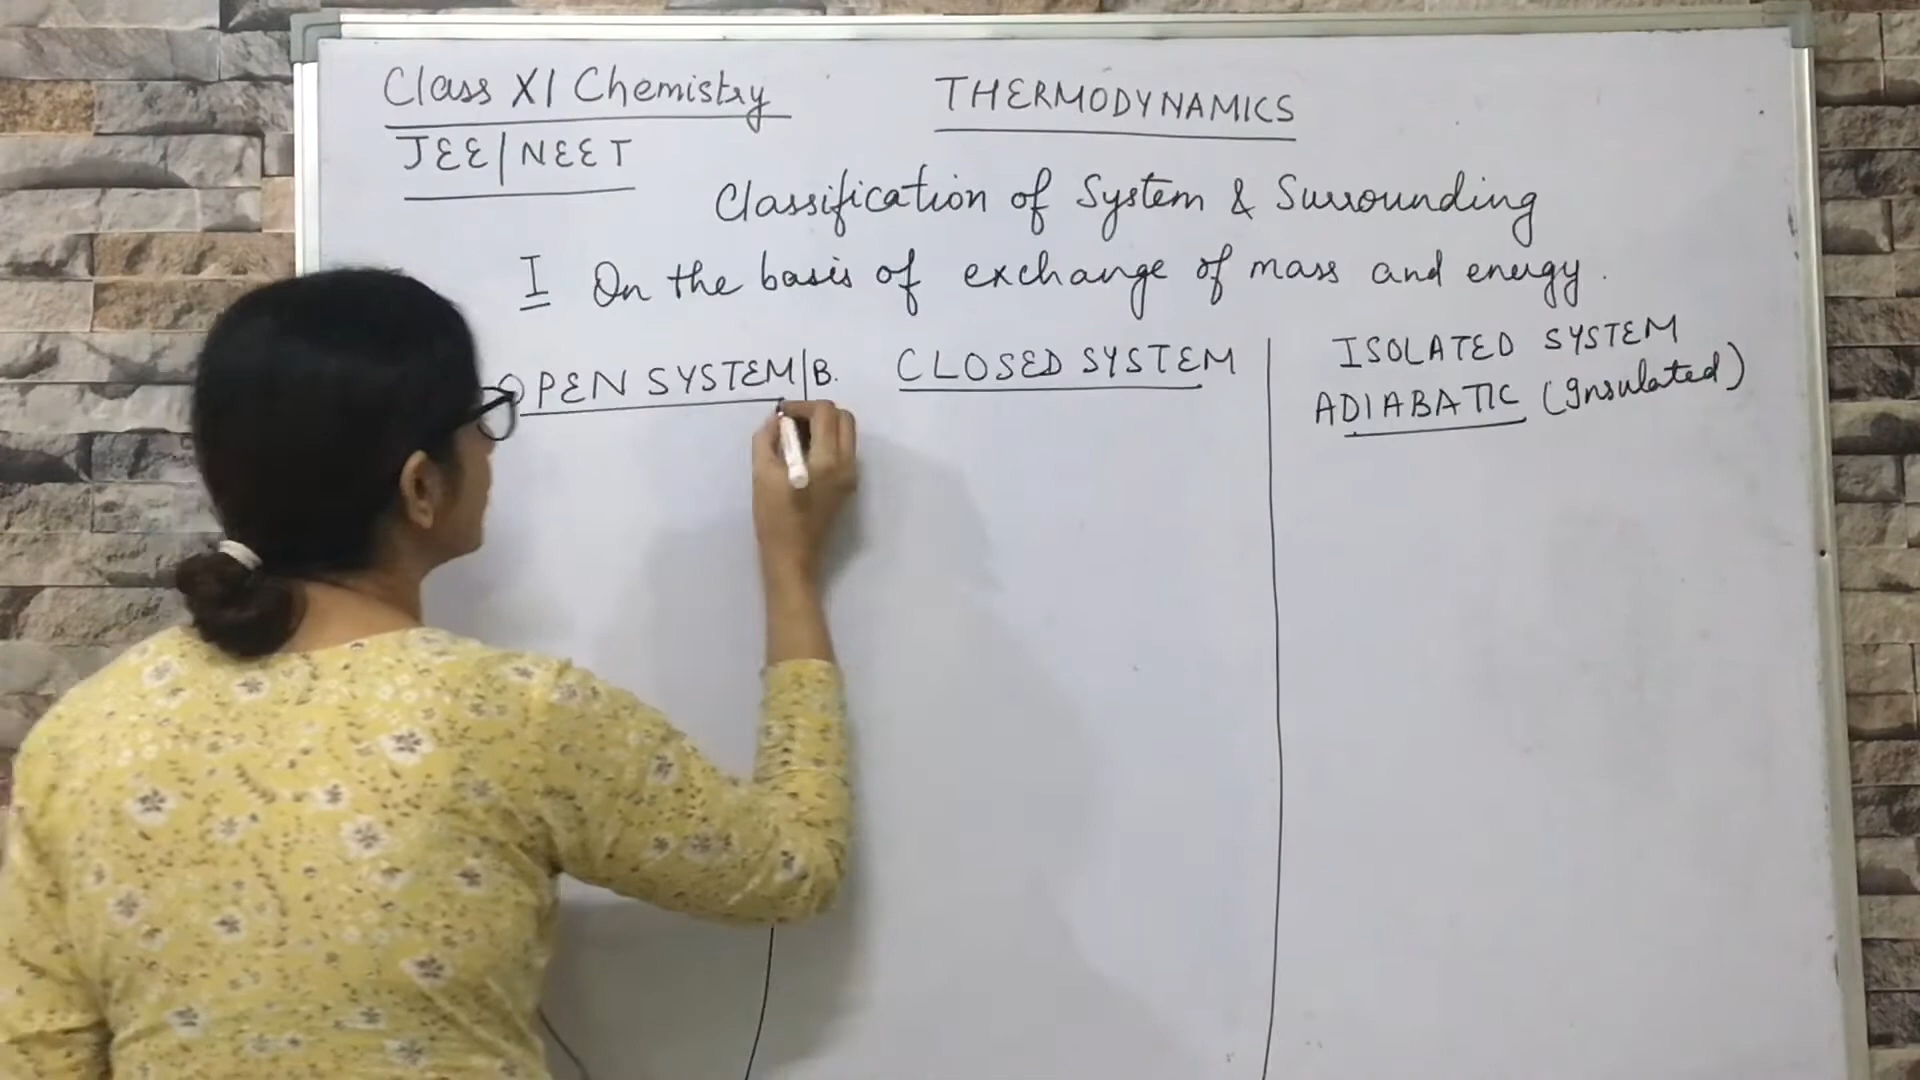 Class XI Chemistry
JEE/NEET
THERMODYNAMICS
Classification of System & Surrounding
I On the basis of exchange of mass and energy.
OPEN SYSTEM/B.
CLOSED SYSTEM
ISOLATED SYSTEM
ADIABATIC (Insulated)